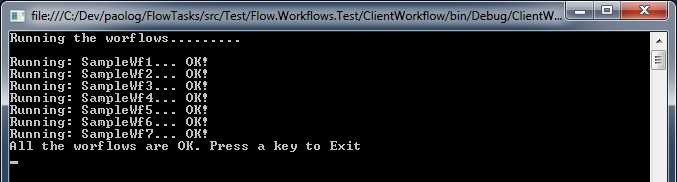 file:///C:/Dev/paolog/FlowTasks/src/Test/Flow.Workflows.Test/ClientWorkflow/bin/Debug/ClientW...
Running the worflows.........
Running: SampleWf1... OK!
Running: SampleWf2... OK!
Running: SampleWf3... OK!
Running: SampleWf4... OK!
Running: SampleWf5... OK!
Running: SampleWf6... OK!
Running: SampleWf7... OK!
All the worflows are OK. Press a key to Exit